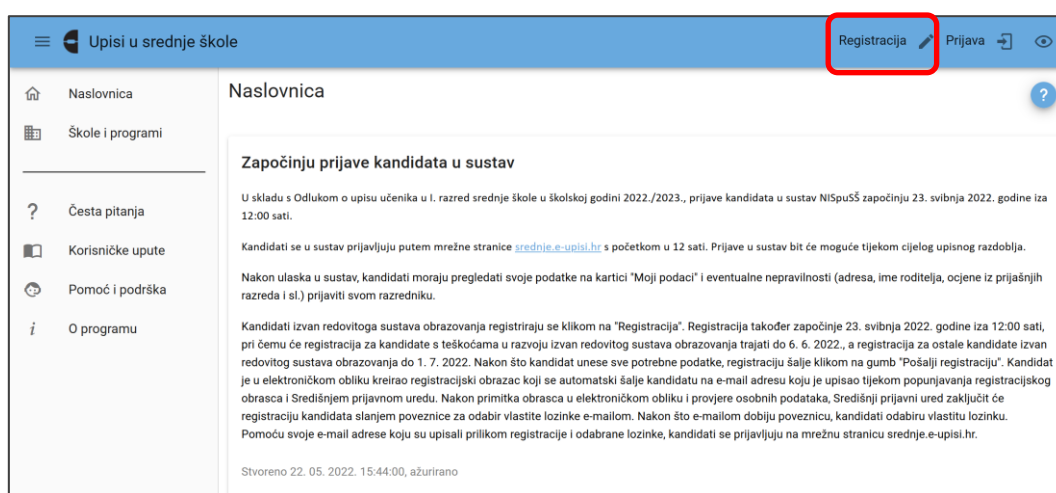 Upisi u srednje škole
Registracija
Prijava
Naslovnica
Škole i programi
?
Česta pitanja
Korisničke upute
Pomoć i podrška
i
O programu
Naslovnica
?
Započinju prijave kandidata u sustav
U skladu s Odlukom o upisu učenika u I. razred srednje škole u školskoj godini 2022./2023., prijave kandidata u sustav NISpuSŠ započinju 23. svibnja 2022. godine iza
12:00 sati.
Kandidati se u sustav prijavljuju putem mrežne stranice srednje.e-upisi.hr s početkom u 12 sati. Prijave u sustav bit će moguće tijekom cijelog upisnog razdoblja.
Nakon ulaska u sustav, kandidati moraju pregledati svoje podatke na kartici "Moji podaci" i eventualne nepravilnosti (adresa, ime roditelja, ocjene iz prijašnjih
razreda i sl.) prijaviti svom razredniku.
Kandidati izvan redovitoga sustava obrazovanja registriraju se klikom na "Registracija". Registracija također započinje 23. svibnja 2022. godine iza 12:00 sati,
pri čemu će registracija za kandidate s teškoćama u razvoju izvan redovitog sustava obrazovanja trajati do 6. 6. 2022., a registracija za ostale kandidate izvan
redovitog sustava obrazovanja do 1. 7. 2022. Nakon što kandidat unese sve potrebne podatke, registraciju šalje klikom na gumb "Pošalji registraciju". Kandidat
je u elektroničkom obliku kreirao registracijski obrazac koji se automatski šalje kandidatu na e-mail adresu koju je upisao tijekom popunjavanja registracijskog
obrasca i Središnjem prijavnom uredu. Nakon primitka obrasca u elektroničkom obliku i provjere osobnih podataka, Središnji prijavni ured zaključit će
registraciju kandidata slanjem poveznice za odabir vlastite lozinke e-mailom. Nakon što e-mailom dobiju poveznicu, kandidati odabiru vlastitu lozinku.
Pomoću svoje e-mail adrese koju su upisali prilikom registracije i odabrane lozinke, kandidati se prijavljuju na mrežnu stranicu srednje.e-upisi.hr.
Stvoreno 22. 05. 2022. 15:44:00, ažurirano